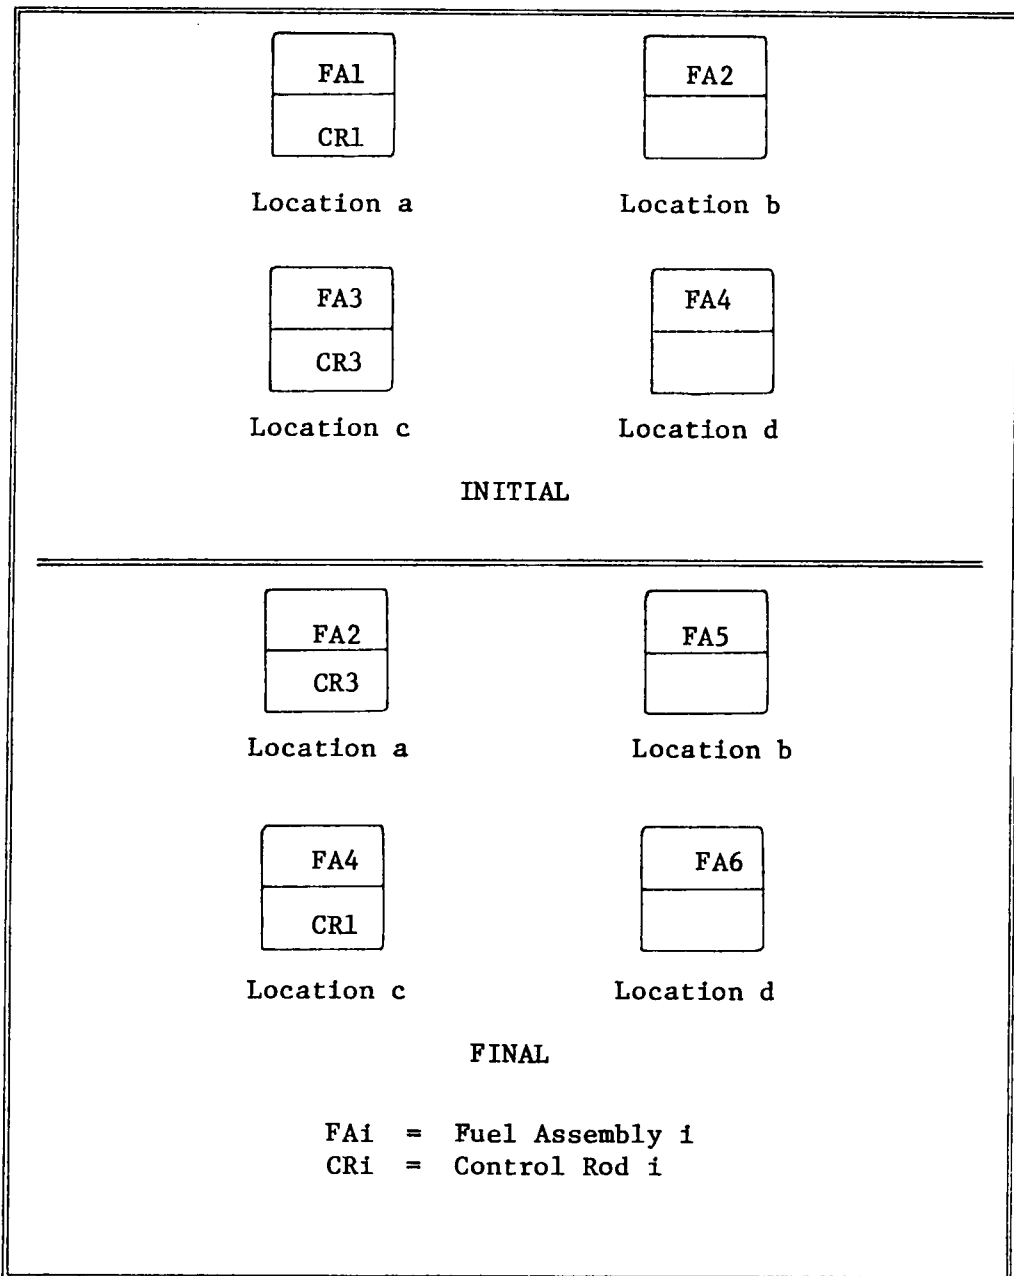 FA1 FA2
CR1
Location a Location b
FA3 FA4
CR3
Location c Location d
INITIAL
FA2 FA5
CR3
Location a Location b
FA4 FA6
CR1
Location c Location d
FINAL
FAi = Fuel Assembly i
CRi = Control Rod i